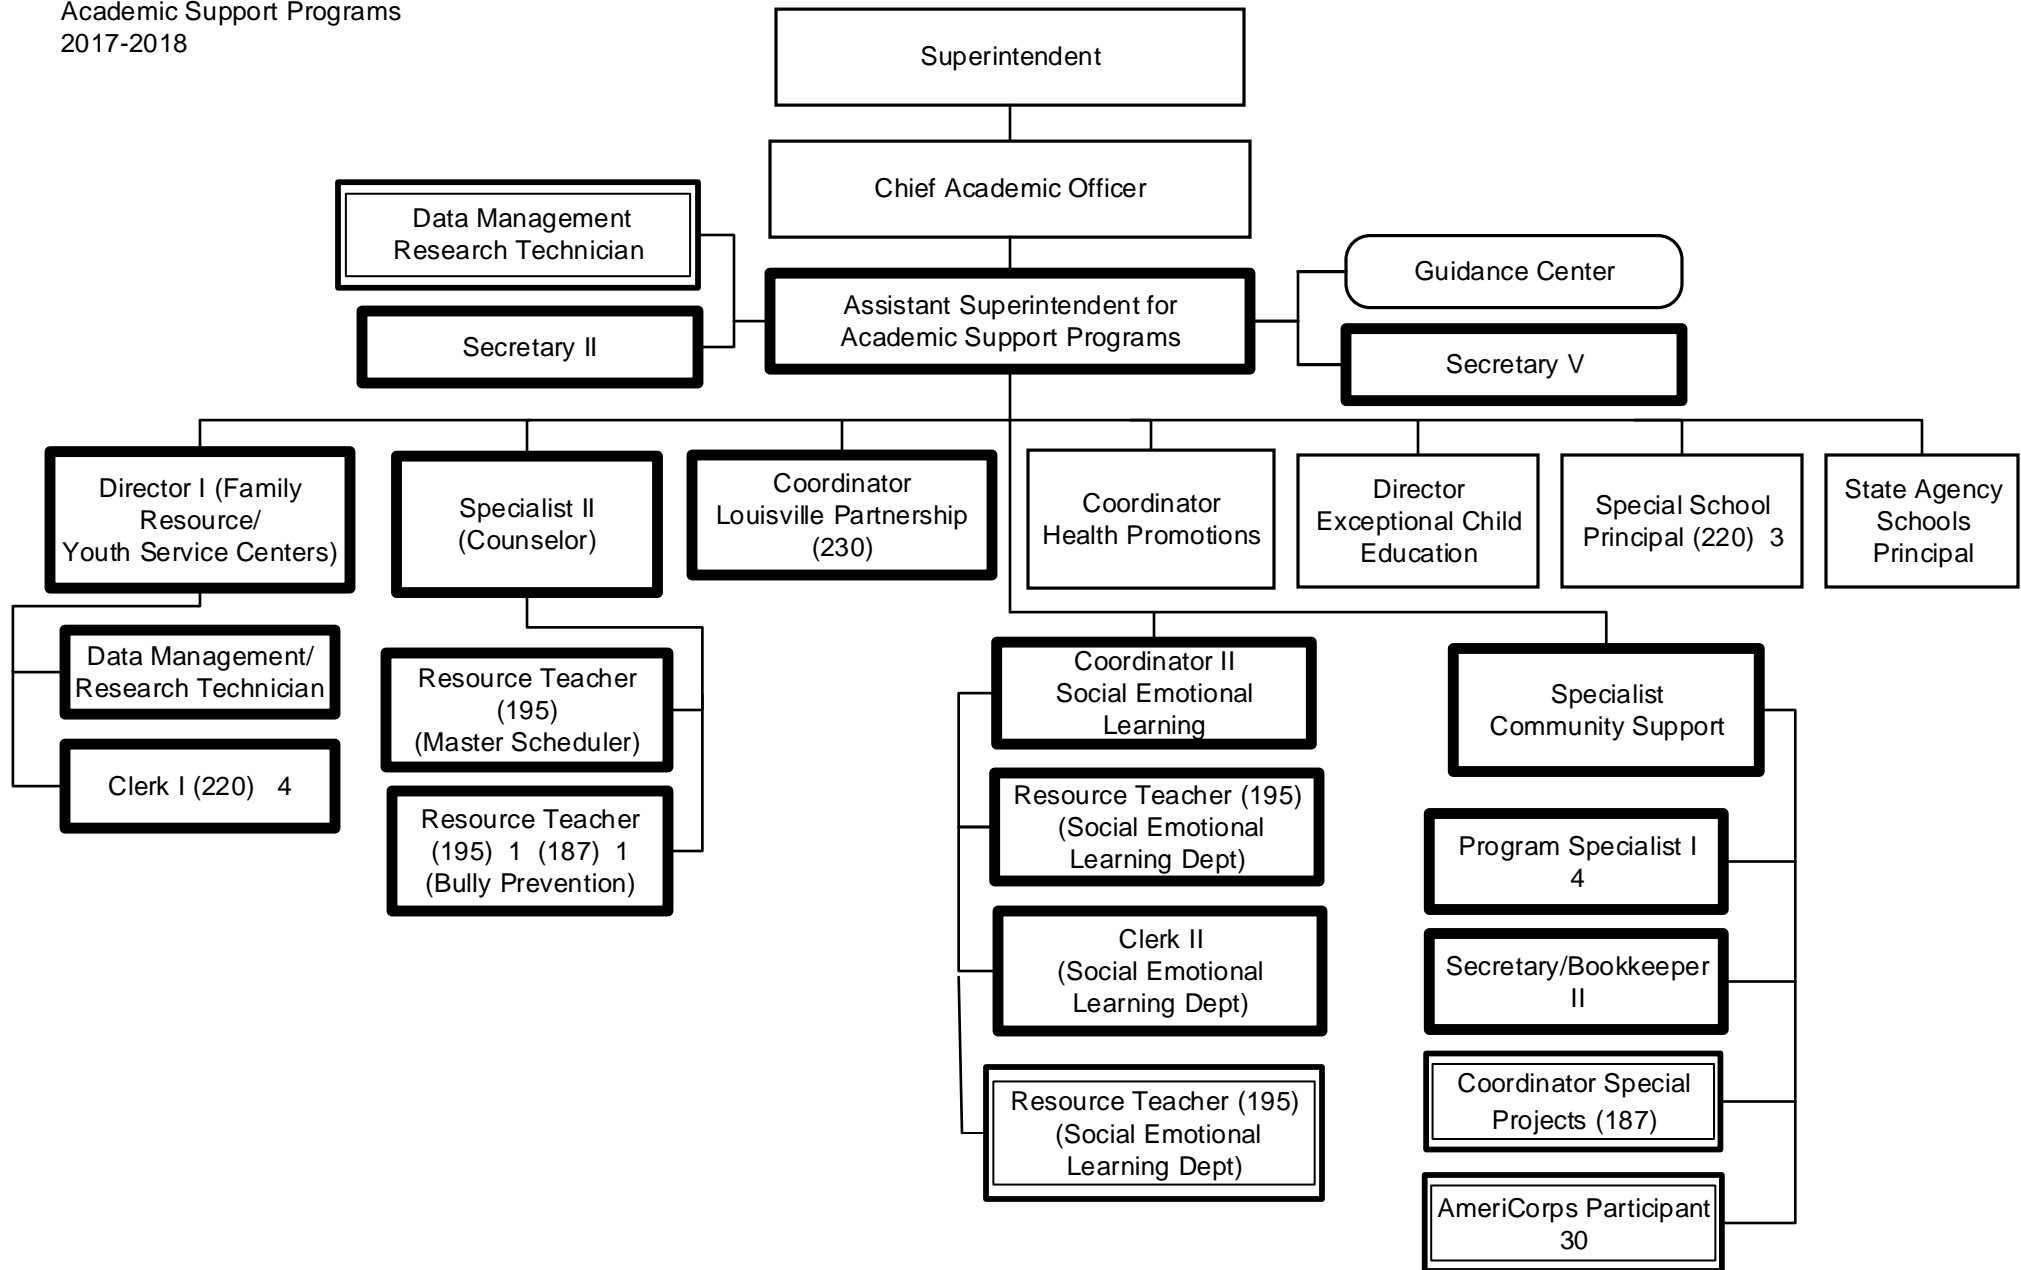 Academic Support Programs
2017-2018
Superintendent
Chief Academic Officer
Data Management
Research Technician
Secretary II
Assistant Superintendent for
Academic Support Programs
Guidance Center
Secretary V
Director I (Family
Resource/
Youth Service Centers)
Specialist II
(Counselor)
Coordinator
Louisville Partnership
(230)
Coordinator
Health Promotions
Director
Exceptional Child
Education
Special School
Principal (220)  3
State Agency
Schools
Principal
Data Management/
Research Technician
Clerk I (220)   4
Resource Teacher
(195)
(Master Scheduler)
Resource Teacher
(195)  1  (187)  1
(Bully Prevention)
Coordinator II
Social Emotional
Learning
Resource Teacher (195)
(Social Emotional
Learning Dept)
Clerk II
(Social Emotional
Learning Dept)
Resource Teacher (195)
(Social Emotional
Learning Dept)
Specialist
Community Support
Program Specialist I
4
Secretary/Bookkeeper
II
Coordinator Special
Projects (187)
AmeriCorps Participant
30